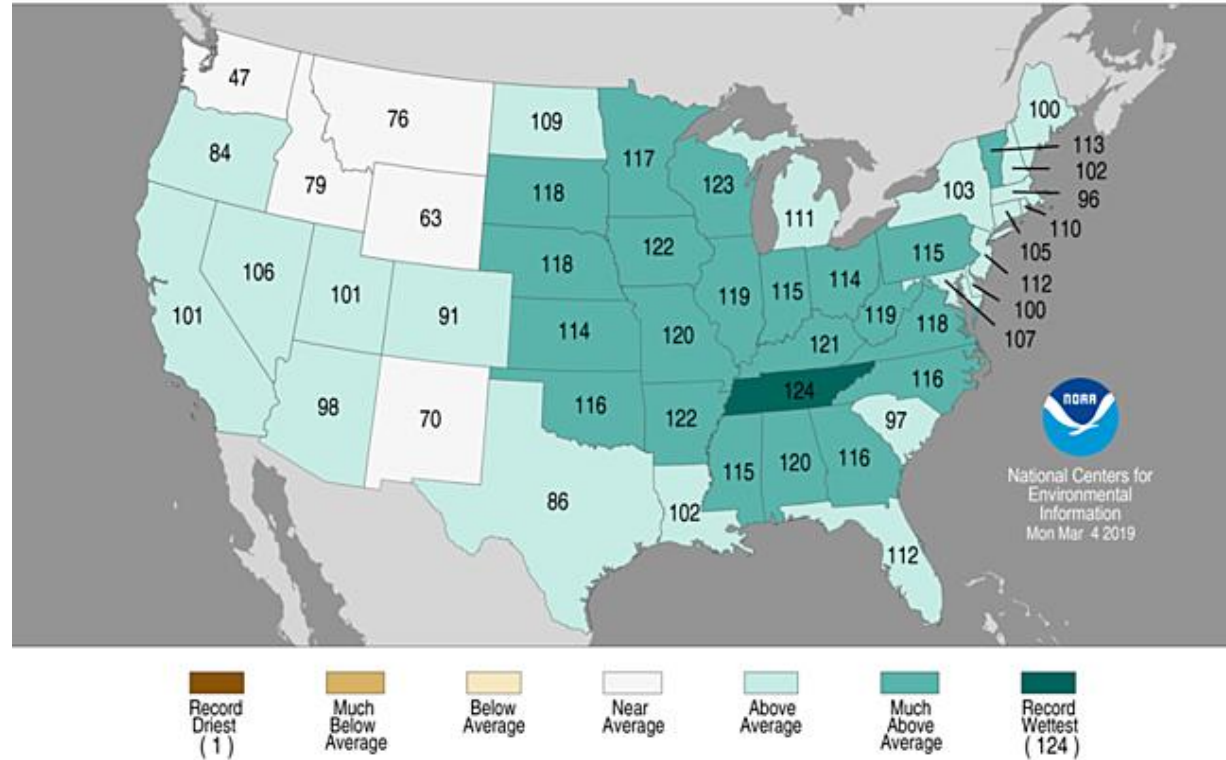 47
76
109
117
100
113
84
79
118
123
102
103
96
63
111
110
122
115
105
106
118
114
112
101
101
91
119
115
100
119
118
107
114
120
121
116
98
70
116
122
124
97
NOAA
115
120
116
86
102
112
National Centers for
Environmental
Information
Mon Mar 4 2019
Record
Driest
( 1 )
Much
Below
Average
Below
Average
Near
Average
Above
Average
Much
Above
Average
Record
Wettest
( 124 )